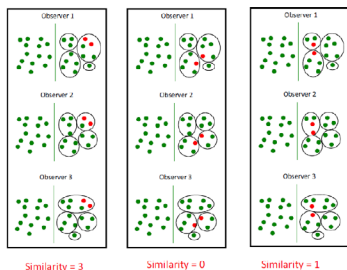 Observer 1
Observer 2
Observer 3
Similarity = 3
Observer 1
Observer 2
Observer 3
Similarity =0
Observer 1
Observer 2
Observer 3
Similarity = 1